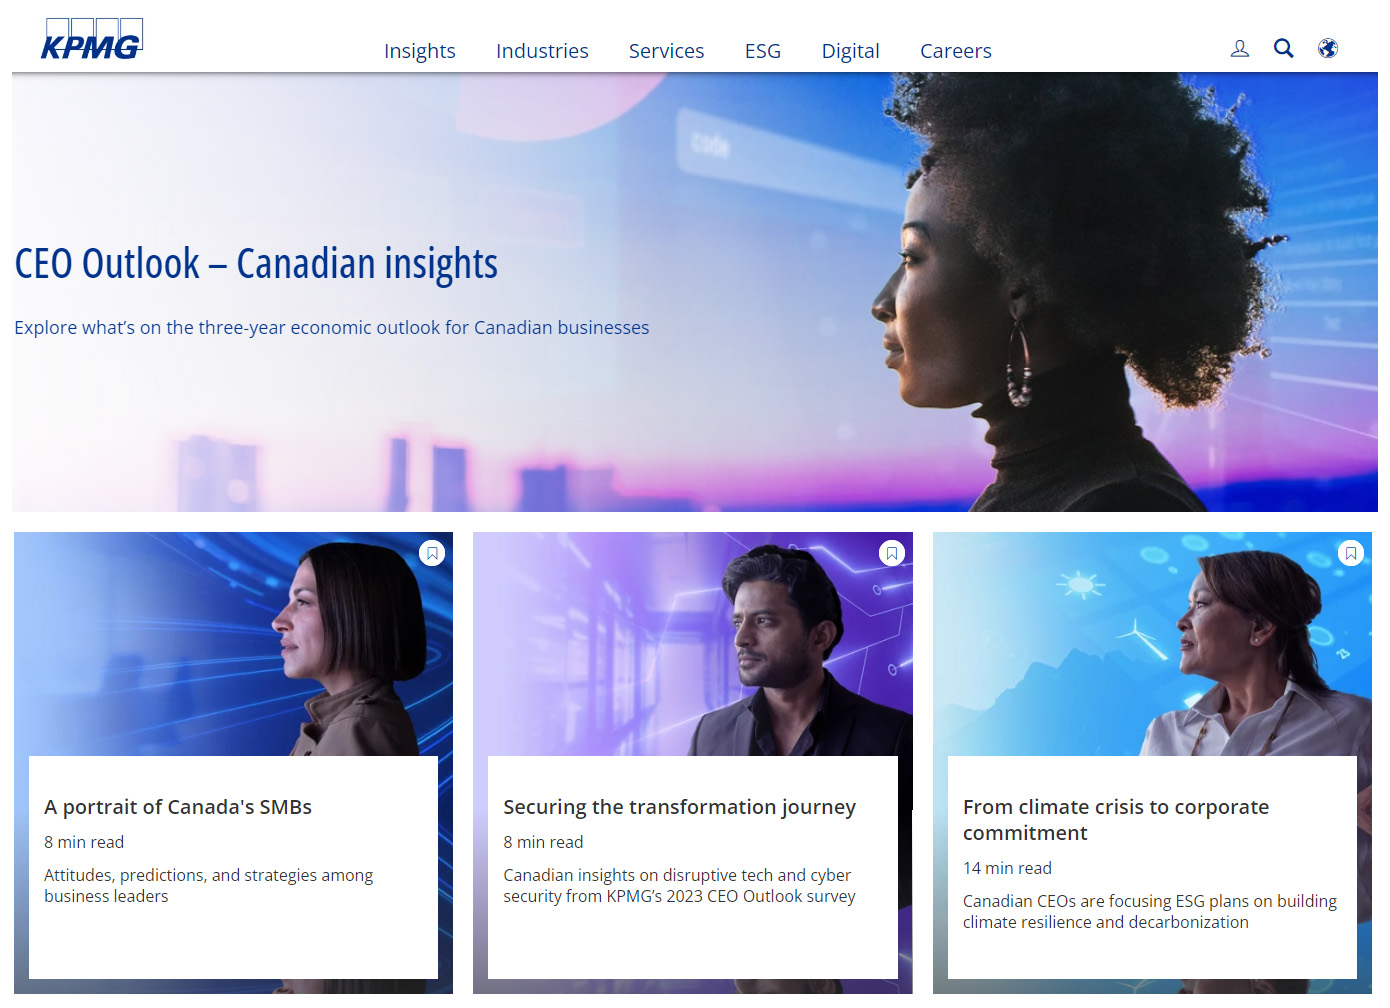 KPMG
Insights Industries Services ESG Digital Careers
code
CEO Outlook – Canadian insights
Explore what’s on the three-year economic outlook for Canadian businesses
A portrait of Canada's SMBs
8 min read
Attitudes, predictions, and strategies among
business leaders
Securing the transformation journey
8 min read
Canadian insights on disruptive tech and cyber
security from KPMG’s 2023 CEO Outlook survey
From climate crisis to corporate
commitment
14 min read
Canadian CEOs are focusing ESG plans on building
climate resilience and decarbonization